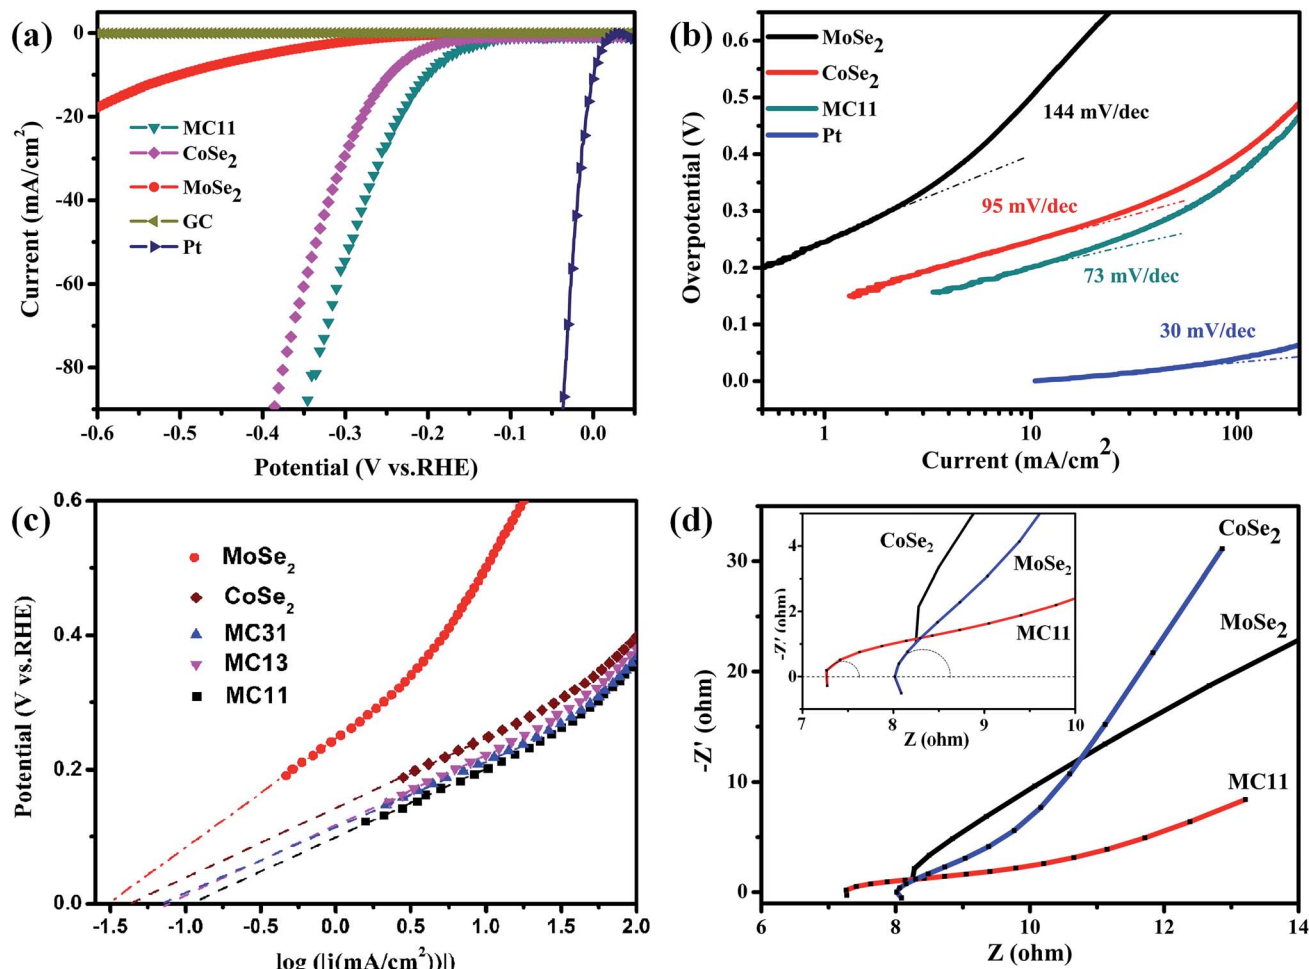 (a)
0
-20
-40
-60
-80
Current (mA/cm2)
MC11
CoSe2
MoSe2
GC
Pt
-0.6 -0.5 -0.4 -0.3 -0.2 -0.1 0.0
Potential (V vs.RHE)
(b)
0.6
0.5
0.4
0.3
0.2
0.1
0.0
Overpotential (V)
MoSe2
CoSe2
MC11
Pt
144 mV/dec
95 mV/dec
73 mV/dec
30 mV/dec
1 10 100
Current (mA/cm2)
(c)
0.6
0.4
0.2
0.0
Potential (V vs.RHE)
MoSe2
CoSe2
MC31
MC13
MC11
-1.5 -1.0 -0.5 0.0 0.5 1.0 1.5 2.0
log (|j(mA/cm2))|)
(d)
30
20
10
0
-Z' (ohm)
4
2
0
-Z' (ohm)
CoSe2
MoSe2
MC11
7 8 9 10
Z (ohm)
CoSe2
MoSe2
MC11
6 8 10 12 14
Z (ohm)